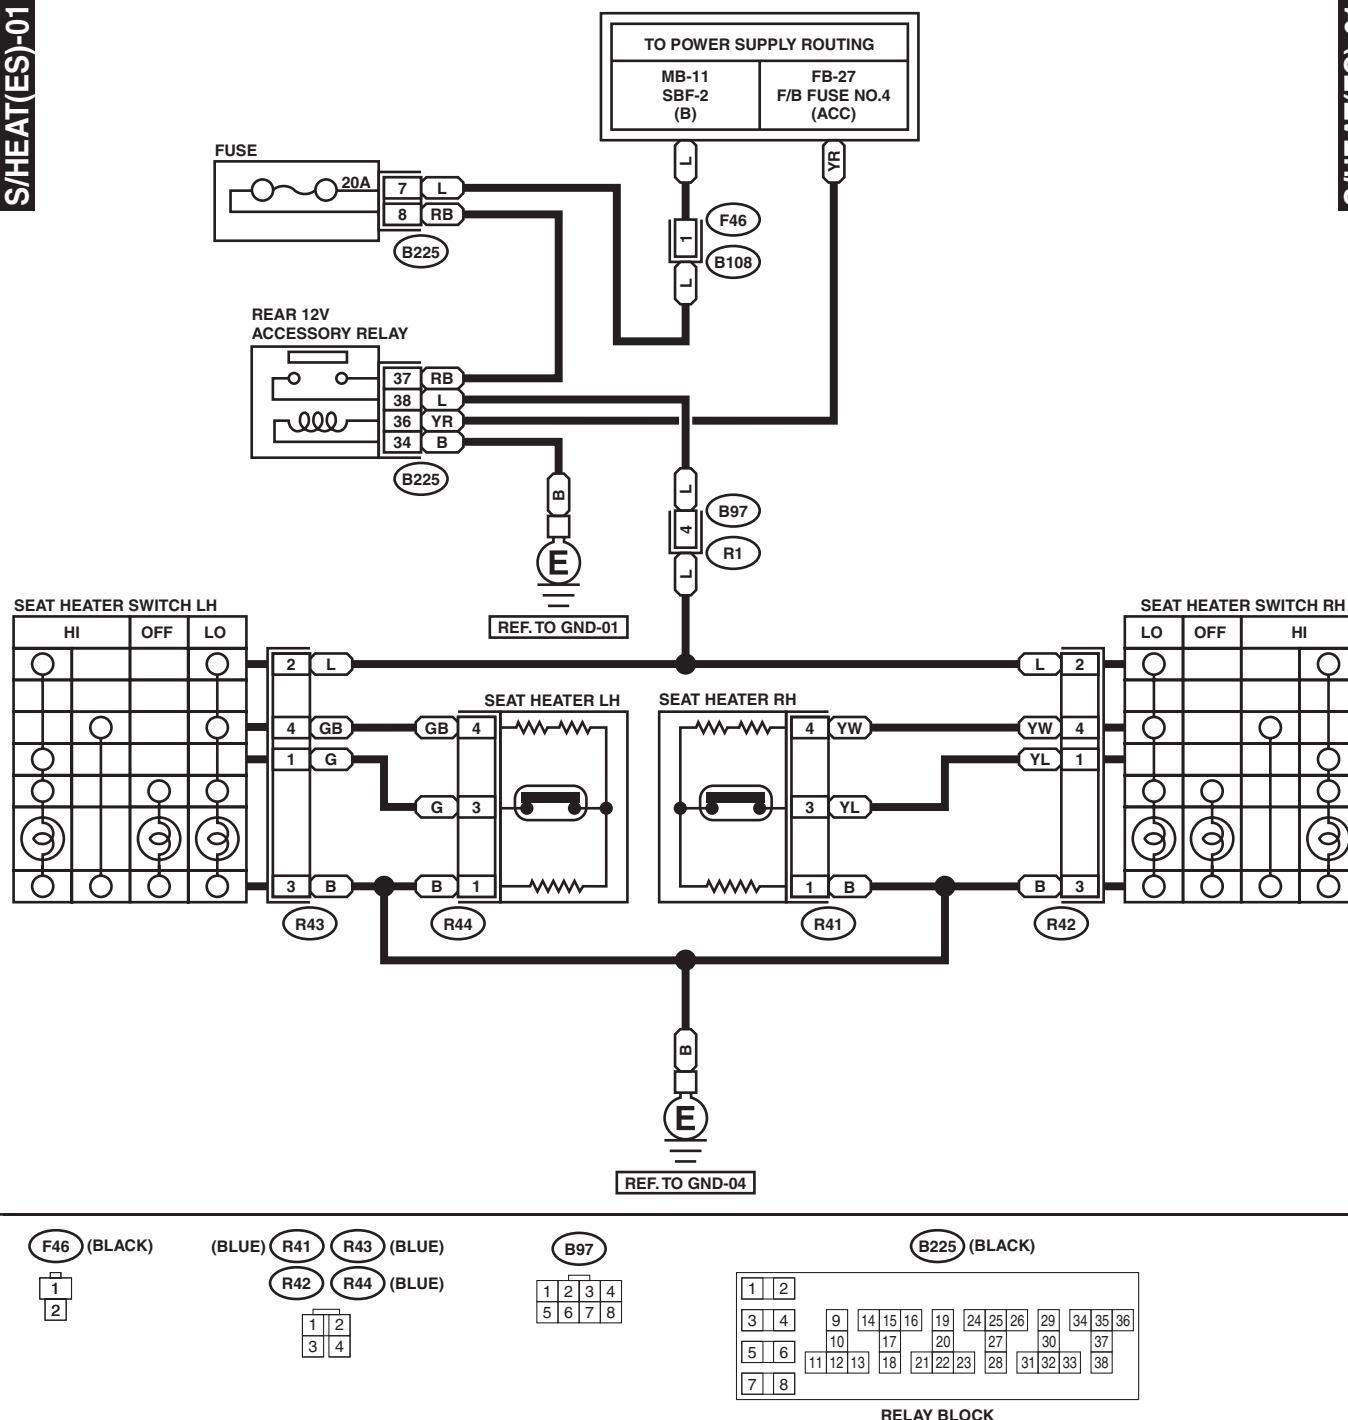 S/HEAT(ES)-01
TO POWER SUPPLY ROUTING
MB-11
SBF-2
(B)
FB-27
F/B FUSE NO.4
(ACC)
L
YR
FUSE
20A
7 L
8 RB
B225
F46
1
B108
L
REAR 12V
ACCESSORY RELAY
37 RB
38 L
36 YR
34 B
B225
B
E
REF. TO GND-01
L
B97
4
R1
L
SEAT HEATER SWITCH LH
HI OFF LO
2 L
4 GB
1 G
3 B
R43
SEAT HEATER LH
GB 4
G 3
B 1
R44
SEAT HEATER RH
4 YW
3 YL
1 B
R41
SEAT HEATER SWITCH RH
LO OFF HI
L 2
YW 4
YL 1
B 3
R42
B
E
REF. TO GND-04
F46 (BLACK)
1
2
(BLUE) R41 R43 (BLUE)
R42 R44 (BLUE)
1 2
3 4
B97
1 2 3 4
5 6 7 8
B225 (BLACK)
1 2
3 4 9 14 15 16 19 24 25 26 29 34 35 36
10 17 20 27 30 37
5 6 11 12 13 18 21 22 23 28 31 32 33 38
7 8
RELAY BLOCK